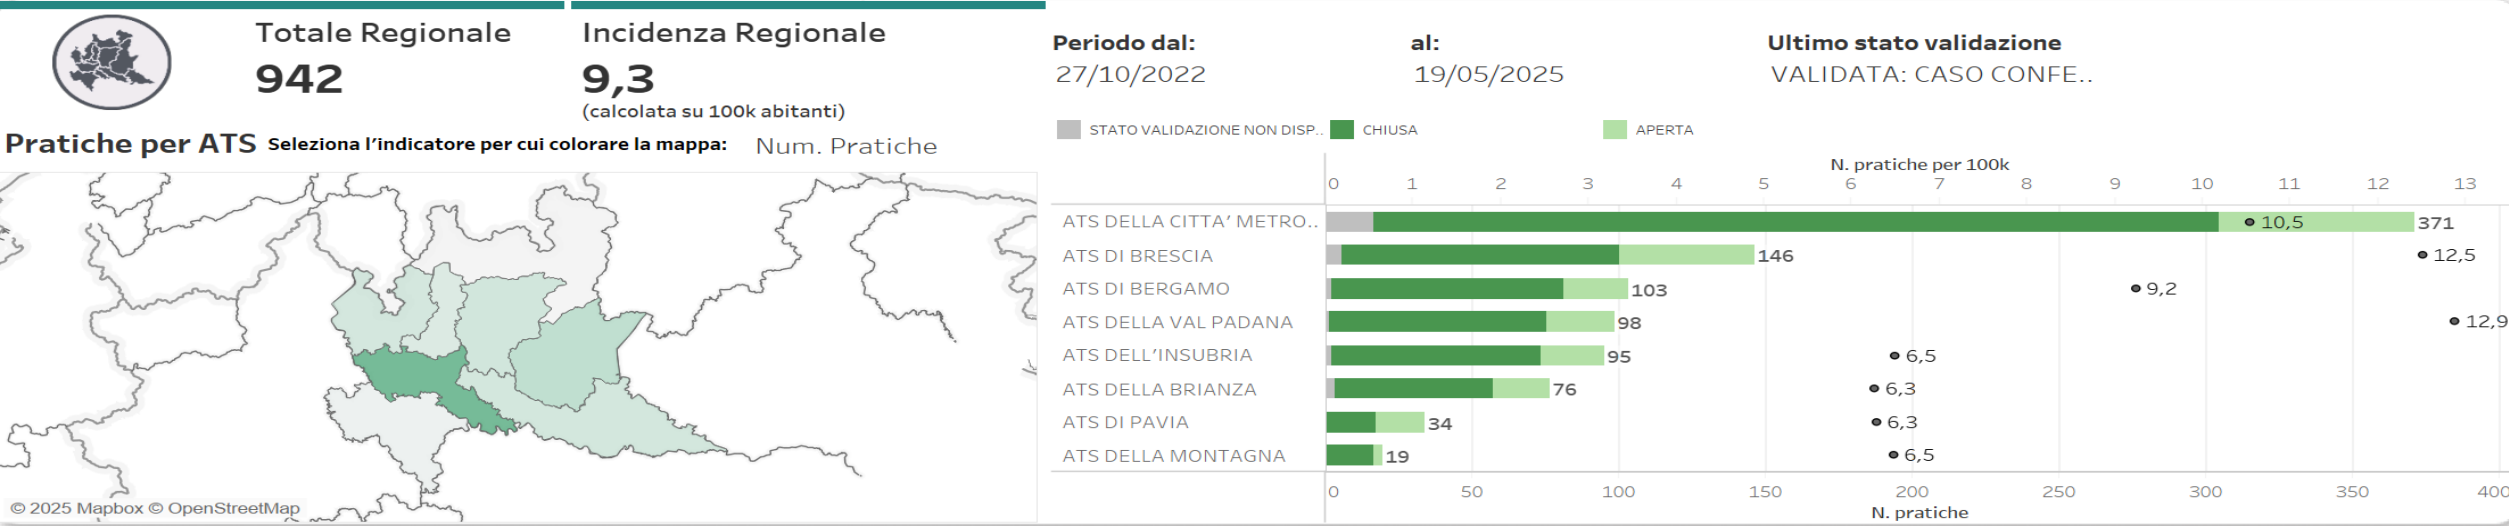 Totale Regionale
942
Incidenza Regionale
9,3
(calcolata su 100k abitanti)
Pratiche per ATS Seleziona l'indicatore per cui colorare la mappa: Num. Pratiche
© 2025 Mapbox © OpenStreetMap
Periodo dal: al: Ultimo stato validazione
27/10/2022 19/05/2025 VALIDATA: CASO CONFE..
STATO VALIDAZIONE NON DISP.. CHIUSA APERTA
N. pratiche per 100k
0 1 2 3 4 5 6 7 8 9 10 11 12 13
ATS DELLA CITTA' METRO.. 10,5 371
ATS DI BRESCIA 146 12,5
ATS DI BERGAMO 103 9,2
ATS DELLA VAL PADANA 98 12,9
ATS DELL'INSUBRIA 95 6,5
ATS DELLA BRIANZA 76 6,3
ATS DI PAVIA 34 6,3
ATS DELLA MONTAGNA 19 6,5
0 50 100 150 200 250 300 350 400
N. pratiche